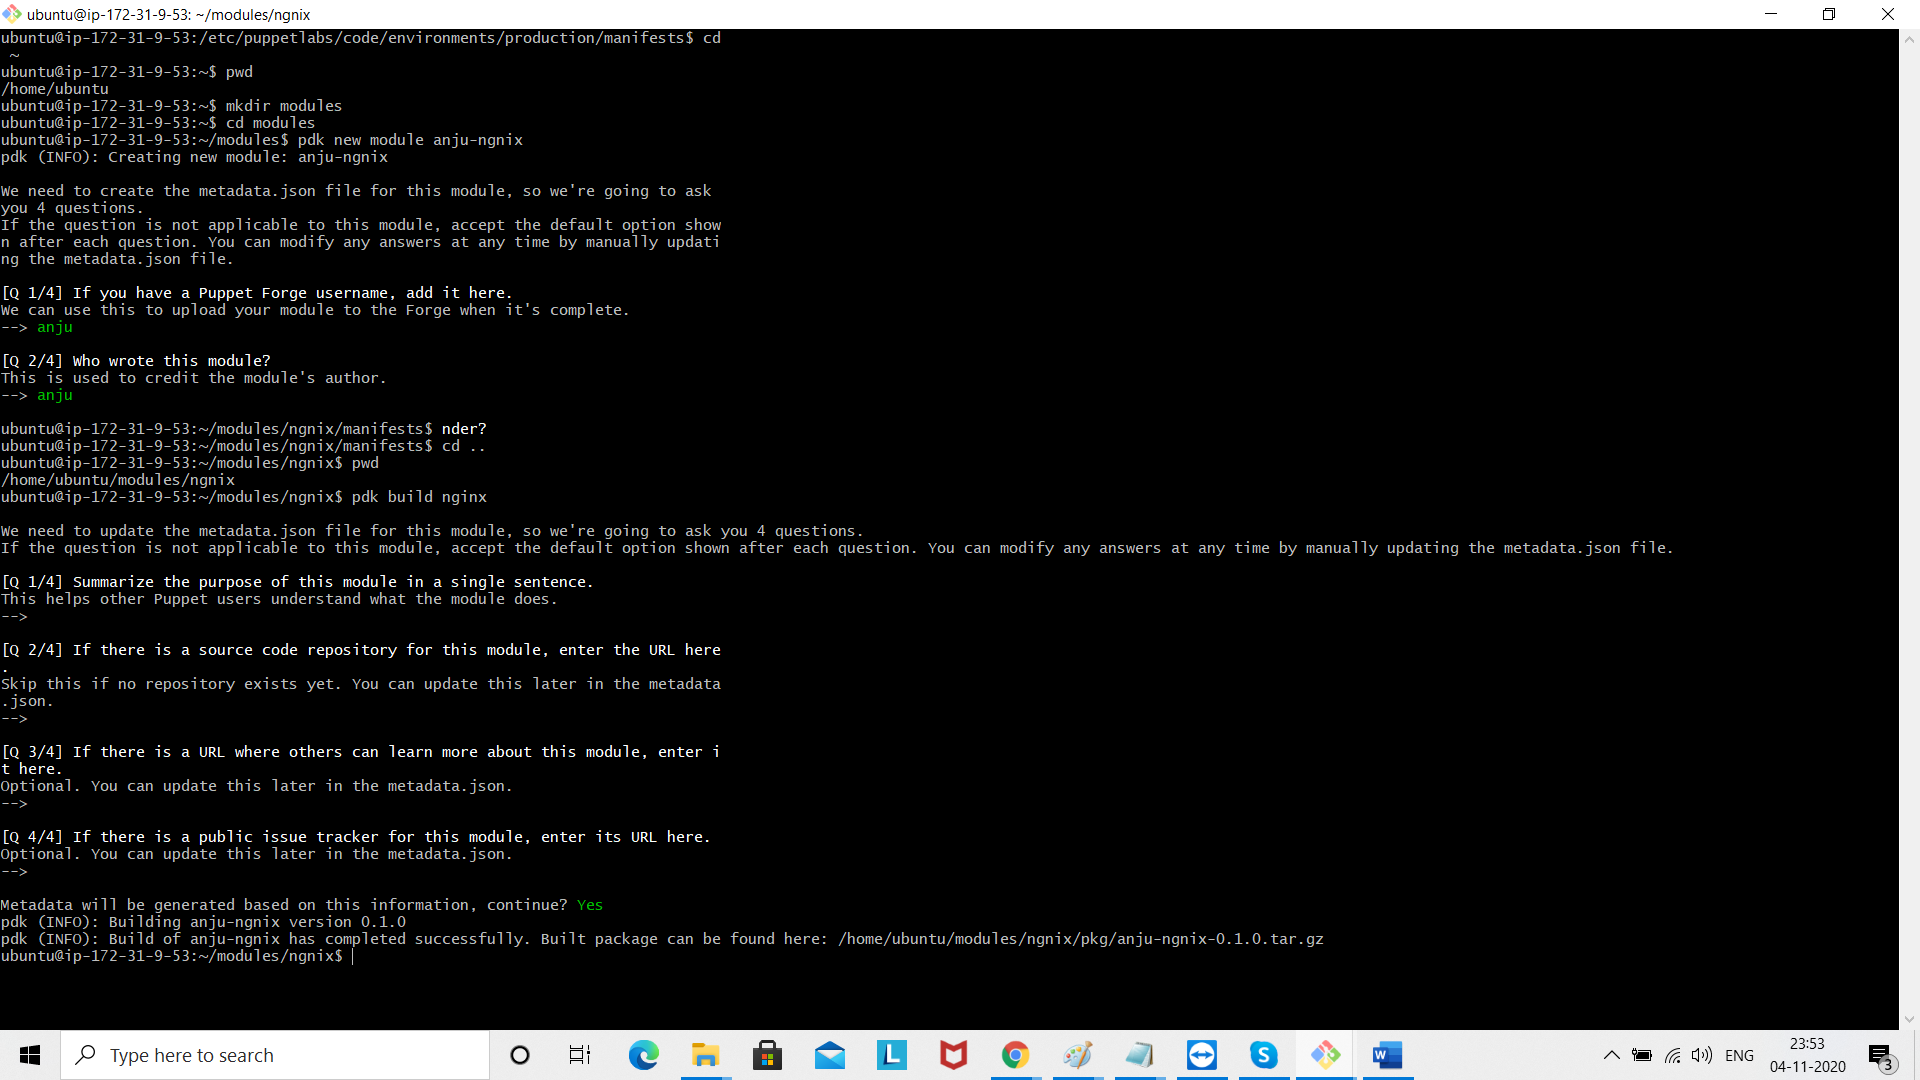 ubuntu@ip-172-31-9-53: ~/modules/ngnix
ubuntu@ip-172-31-9-53:/etc/puppetlabs/code/environments/production/manifests$ cd
~
ubuntu@ip-172-31-9-53:~$ pwd
/home/ubuntu
ubuntu@ip-172-31-9-53:~$ mkdir modules
ubuntu@ip-172-31-9-53:~$ cd modules
ubuntu@ip-172-31-9-53:~/modules$ pdk new module anju-ngnix
pdk (INFO): Creating new module: anju-ngnix
We need to create the metadata.json file for this module, so we're going to ask
you 4 questions.
If the question is not applicable to this module, accept the default option show
n after each question. You can modify any answers at any time by manually updati
ng the metadata.json file.
[Q 1/4] If you have a Puppet Forge username, add it here.
We can use this to upload your module to the Forge when it's complete.
--> anju
[Q 2/4] Who wrote this module?
This is used to credit the module's author.
--> anju
ubuntu@ip-172-31-9-53:~/modules/ngnix/manifests$ nder?
ubuntu@ip-172-31-9-53:~/modules/ngnix/manifests$ cd ..
ubuntu@ip-172-31-9-53:~/modules/ngnix$ pwd
/home/ubuntu/modules/ngnix
ubuntu@ip-172-31-9-53:~/modules/ngnix$ pdk build nginx
We need to update the metadata.json file for this module, so we're going to ask you 4 questions.
If the question is not applicable to this module, accept the default option shown after each question. You can modify any answers at any time by manually updating the metadata.json file.
[Q 1/4] Summarize the purpose of this module in a single sentence.
This helps other Puppet users understand what the module does.
-->
[Q 2/4] If there is a source code repository for this module, enter the URL here
.
Skip this if no repository exists yet. You can update this later in the metadata
.json.
-->
[Q 3/4] If there is a URL where others can learn more about this module, enter i
t here.
Optional. You can update this later in the metadata.json.
-->
[Q 4/4] If there is a public issue tracker for this module, enter its URL here.
Optional. You can update this later in the metadata.json.
-->
Metadata will be generated based on this information, continue? Yes
pdk (INFO): Building anju-ngnix version 0.1.0
pdk (INFO): Build of anju-ngnix has completed successfully. Built package can be found here: /home/ubuntu/modules/ngnix/pkg/anju-ngnix-0.1.0.tar.gz
ubuntu@ip-172-31-9-53:~/modules/ngnix$
Type here to search
L
S
W
ENG
23:53
04-11-2020
3